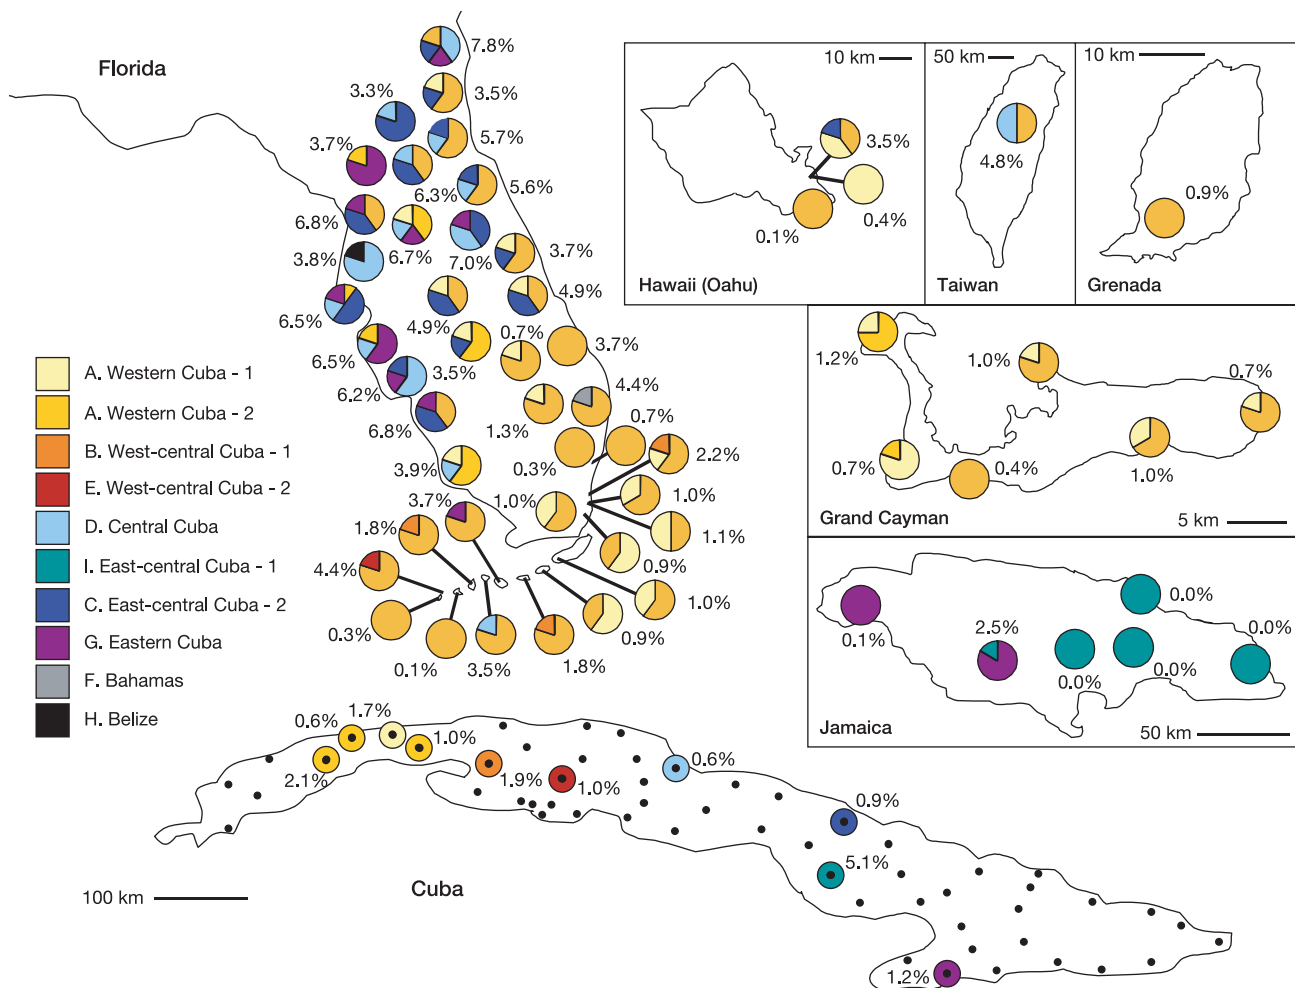 Florida
7.8%
3.5%
3.3%
5.7%
3.7%
6.3%
5.6%
6.8%
6.7%
7.0%
3.7%
3.8%
6.5%
4.9%
4.9%
0.7%
3.7%
6.5%
3.5%
6.2%
4.4%
1.3%
0.7%
6.8%
0.3%
2.2%
3.9%
1.0%
1.0%
3.7%
1.8%
1.1%
0.9%
4.4%
1.0%
0.3%
0.9%
0.1%
3.5%
1.8%
A. Western Cuba - 1
A. Western Cuba - 2
B. West-central Cuba - 1
E. West-central Cuba - 2
D. Central Cuba
I. East-central Cuba - 1
C. East-central Cuba - 2
G. Eastern Cuba
F. Bahamas
H. Belize
10 km
3.5%
0.4%
0.1%
Hawaii (Oahu)
50 km
4.8%
Taiwan
10 km
0.9%
Grenada
1.2%
1.0%
0.7%
0.7%
0.4%
1.0%
Grand Cayman
5 km
0.0%
0.1%
2.5%
0.0%
0.0%
0.0%
Jamaica
50 km
0.6%
1.7%
1.0%
2.1%
1.9%
1.0%
0.6%
0.9%
5.1%
1.2%
100 km
Cuba